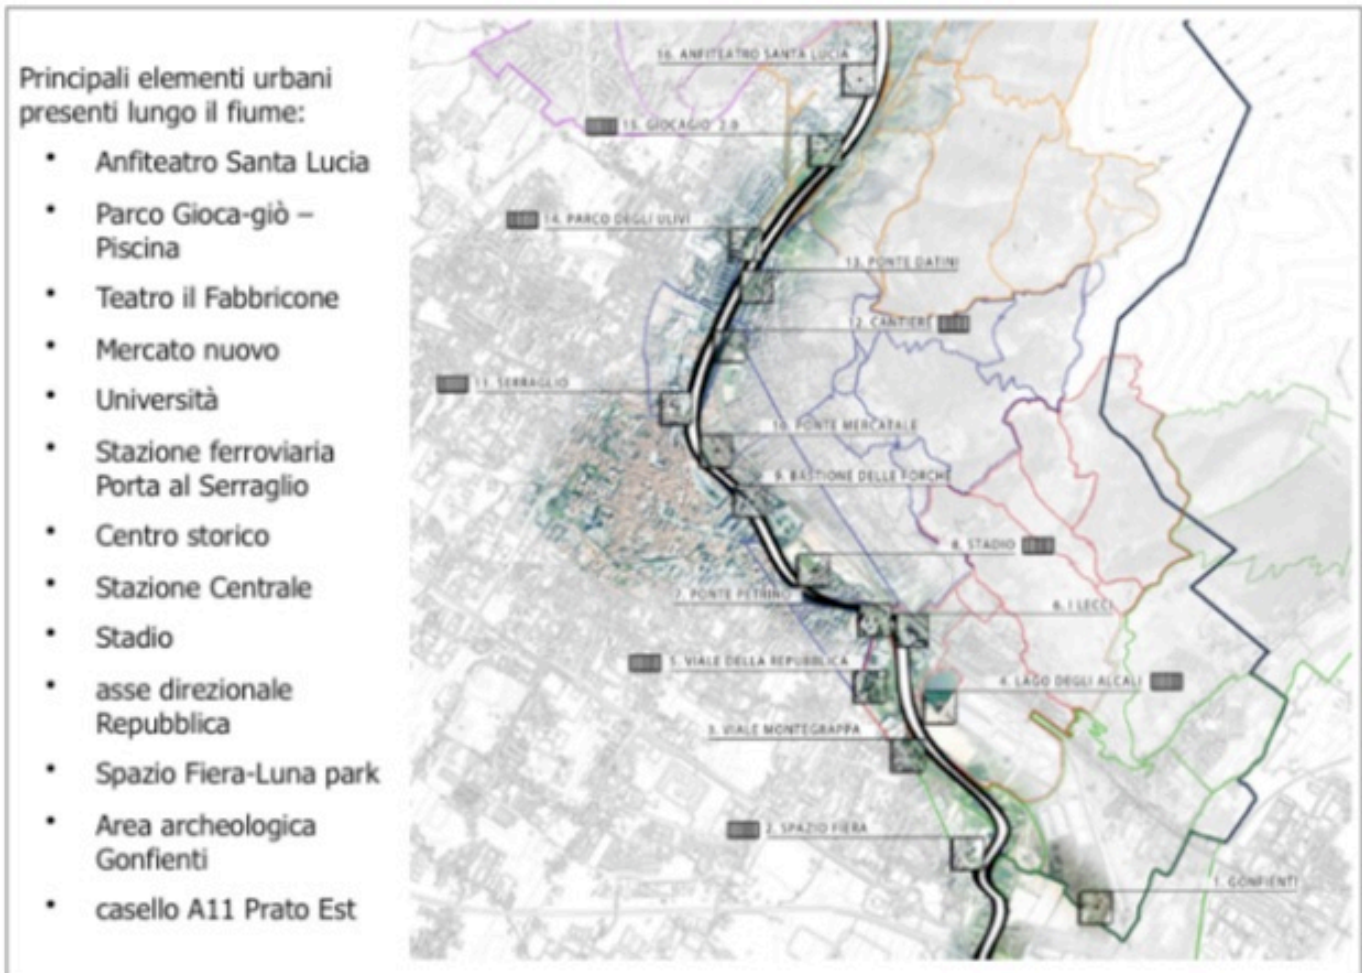 Principali elementi urbani
presenti lungo il fiume:
• Anfiteatro Santa Lucia
• Parco Gioca-giò –
Piscina
• Teatro il Fabbricone
• Mercato nuovo
• Università
• Stazione ferroviaria
Porta al Serraglio
• Centro storico
• Stazione Centrale
• Stadio
• asse direzionale
Repubblica
• Spazio Fiera-Luna park
• Area archeologica
Gonfienti
• casello A11 Prato Est
16. ANFITEATRO SANTA LUCIA
15. GIOCAGIO' 2.0
14. PARCO DEGLI ULIVI
13. PONTE DATINI
12. CANTIERE
11. SERRAGLIO
10. PONTE MERCATALE
9. BASTIONE DELLE FORCHE
8. STADIO
7. PONTE PETRINO
6. I LECCI
5. VIALE DELLA REPUBBLICA
4. LAGO DEGLI ALCALI
3. VIALE MONTEGRAPPA
2. SPAZIO FIERA
1. GONFIENTI